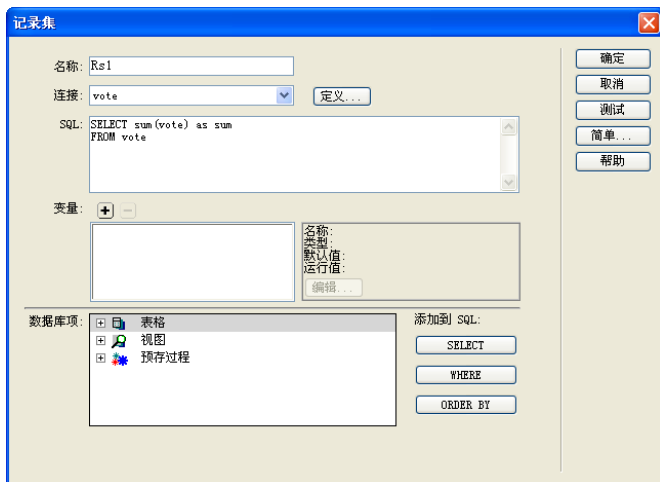 记录集
名称: Rs1
连接: vote 定义...
SQL: SELECT sum(vote) as sum
FROM vote
变量:
名称:
类型:
默认值:
运行值:
编辑...
数据库项:
表格
视图
预存过程
添加到 SQL:
SELECT
WHERE
ORDER BY
确定
取消
测试
简单...
帮助